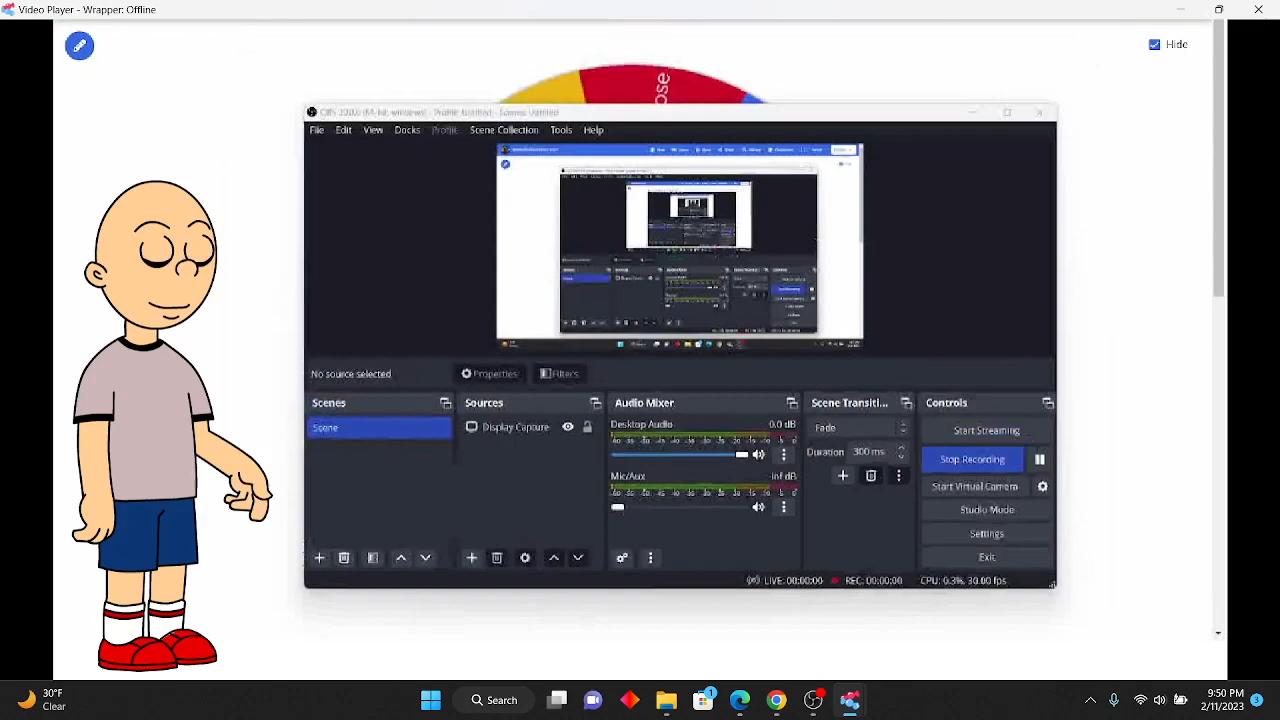 Video Player - Wrapper: Offline
Hide
ose
File Edit View Docks Profile Scene Collection Tools Help
No source selected
Properties
Filters
Scenes
Sources
Audio Mixer
Scene Transiti...
Controls
Scene
Display Capture
Desktop Audio
0.0 dB
Mic/Aux
-inf dB
Fade
Duration
300 ms
Start Streaming
Stop Recording
Start Virtual Camera
Studio Mode
Settings
Exit
LIVE: 00:00:00
REC: 00:00:00
CPU: 0.3%, 30.00 fps
30°F
Clear
Search
1
9:50 PM
2/11/2023
3